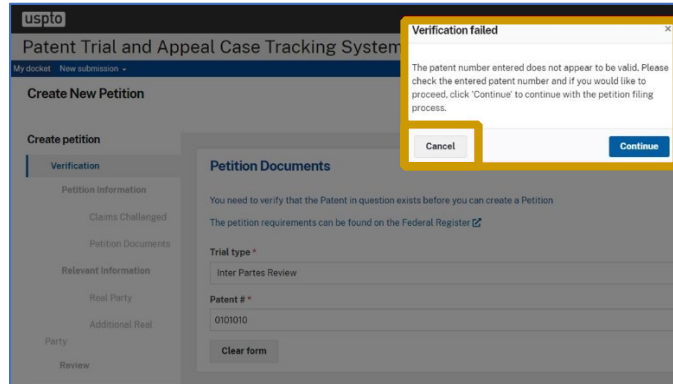 uspto
Patent Trial and Appeal Case Tracking System
My docket New submission
Create New Petition
Create petition
Verification
Petition Information
Claims Challanged
Petition Documents
Relevant Information
Real Party
Additional Real
Party
Review
Petition Documents
You need to verify that the Patent in question exists before you can create a Petition
The petition requirements can be found on the Federal Register
Trial type *
Inter Partes Review
Patent # *
0101010
Clear form
Verification failed ×
The patent number entered does not appear to be valid. Please
check the entered patent number and if you would like to
proceed, click 'Continue' to continue with the petition filing
process.
Cancel Continue